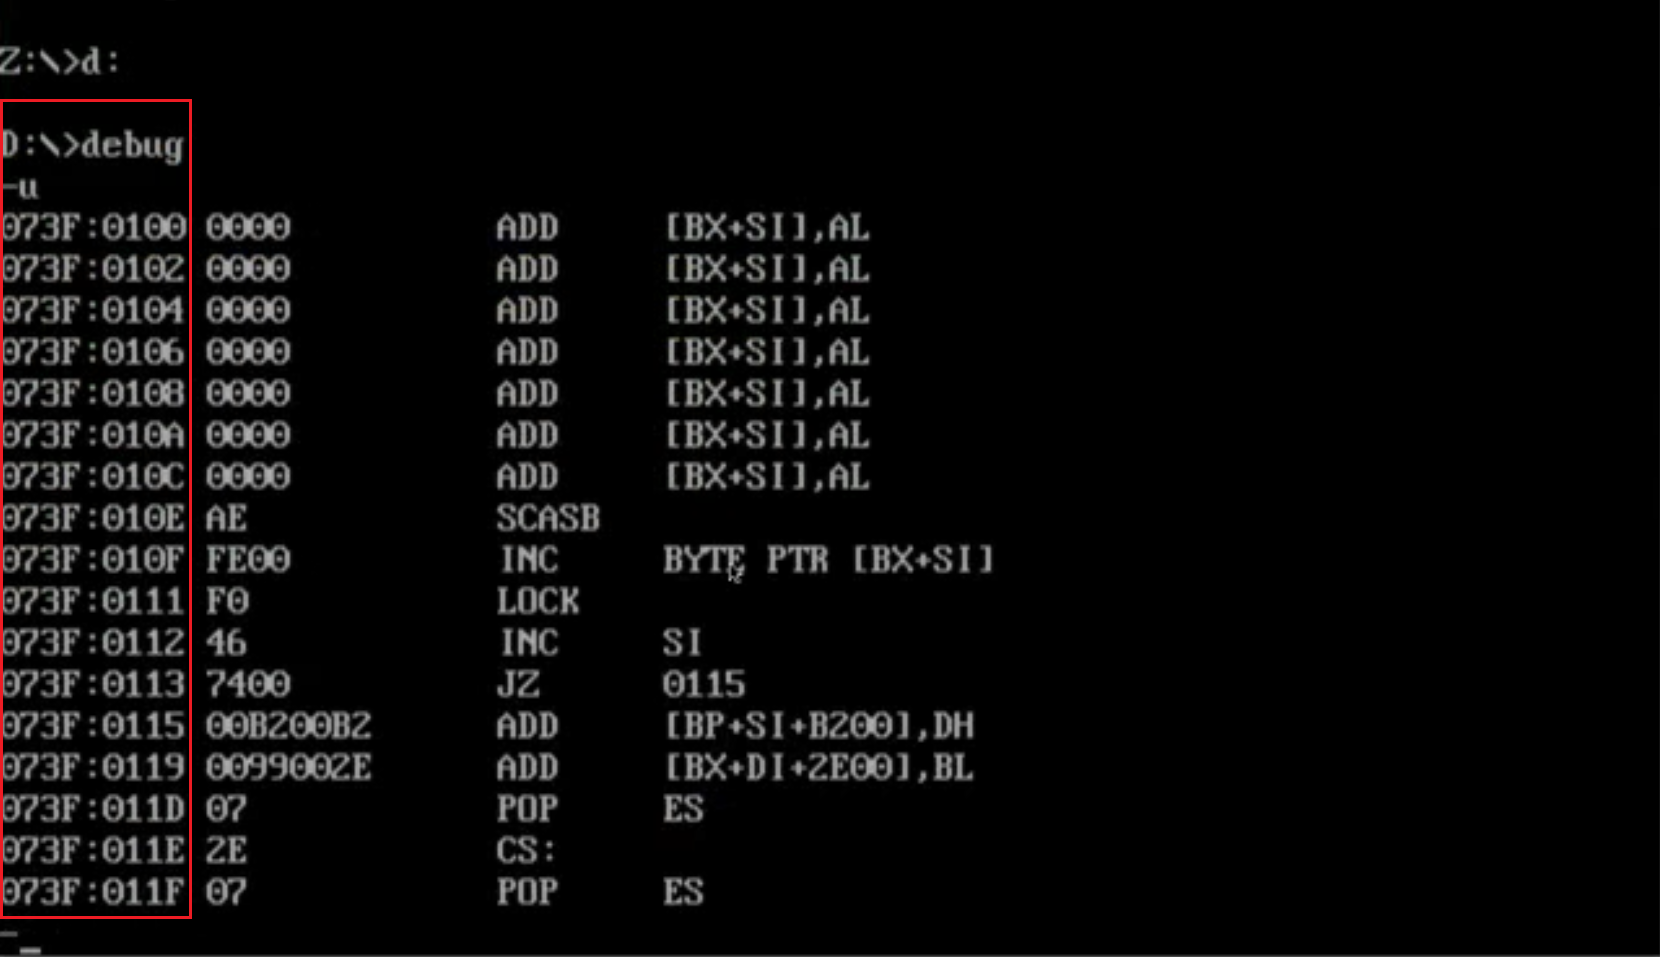 Z:\>d:
D:\>debug
-u
073F:0100 0000 ADD [BX+SI],AL
073F:0102 0000 ADD [BX+SI],AL
073F:0104 0000 ADD [BX+SI],AL
073F:0106 0000 ADD [BX+SI],AL
073F:0108 0000 ADD [BX+SI],AL
073F:010A 0000 ADD [BX+SI],AL
073F:010C 0000 ADD [BX+SI],AL
073F:010E AE SCASB
073F:010F FE00 INC BYTE PTR [BX+SI]
073F:0111 F0 LOCK
073F:0112 46 INC SI
073F:0113 7400 JZ 0115
073F:0115 00B200B2 ADD [BP+SI+B200],DH
073F:0119 0099002E ADD [BX+DI+2E00],BL
073F:011D 07 POP ES
073F:011E 2E CS:
073F:011F 07 POP ES
-_